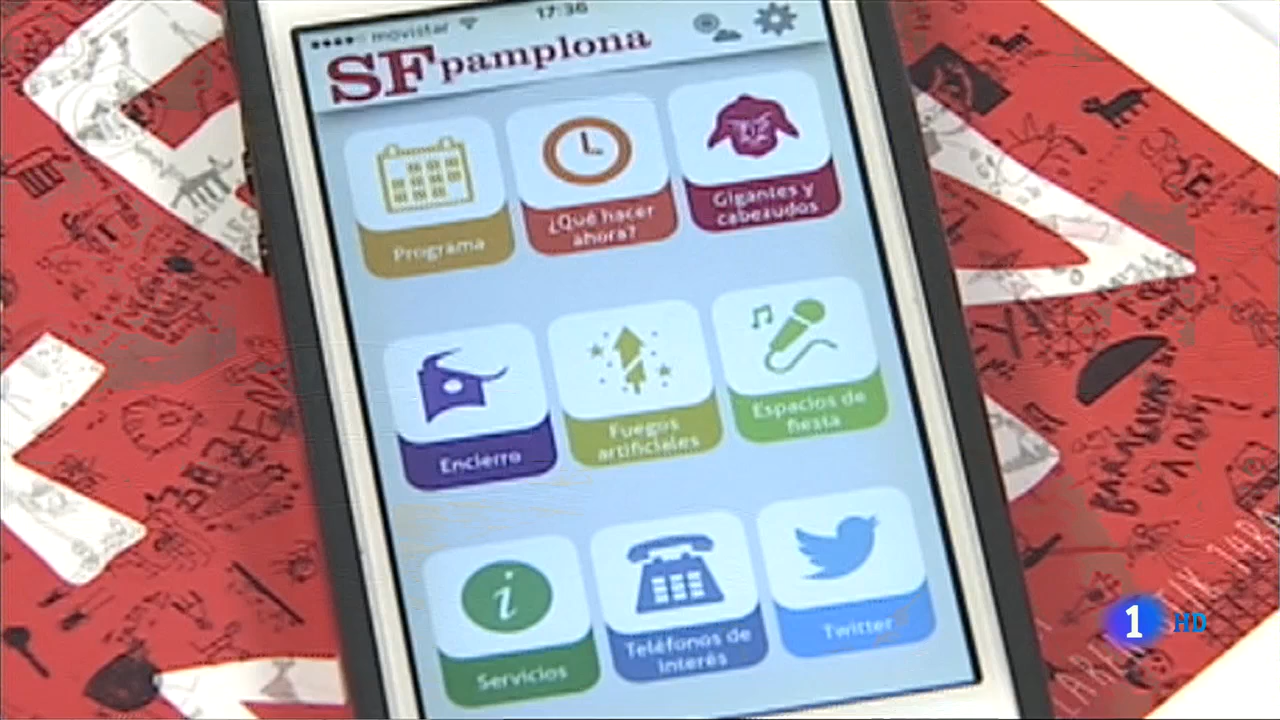 movistar 17:36
SF pamplona
Programa
¿Qué hacer
ahora?
Gigantes y
cabezudos
Encierro
Fuegos
artificiales
Espacios de
fiesta
Servicios
Teléfonos de
interés
Twitter
1 HD